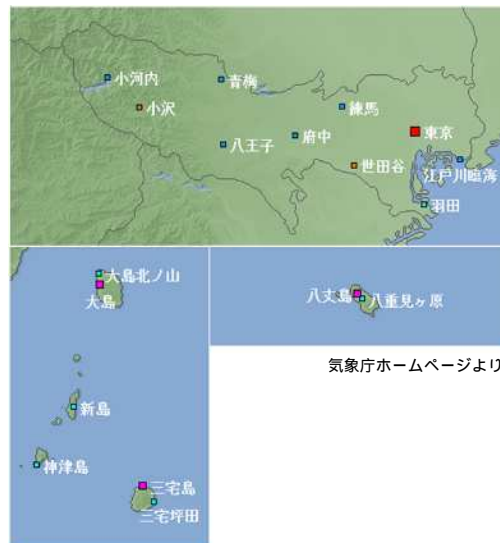 小河内
青梅
小沢
練馬
東京
府中
八王子
世田谷
江戸川臨海
羽田
大島北ノ山
大島
新島
神津島
三宅島
三宅坪田
八丈島
八重見ヶ原
気象庁ホームページより